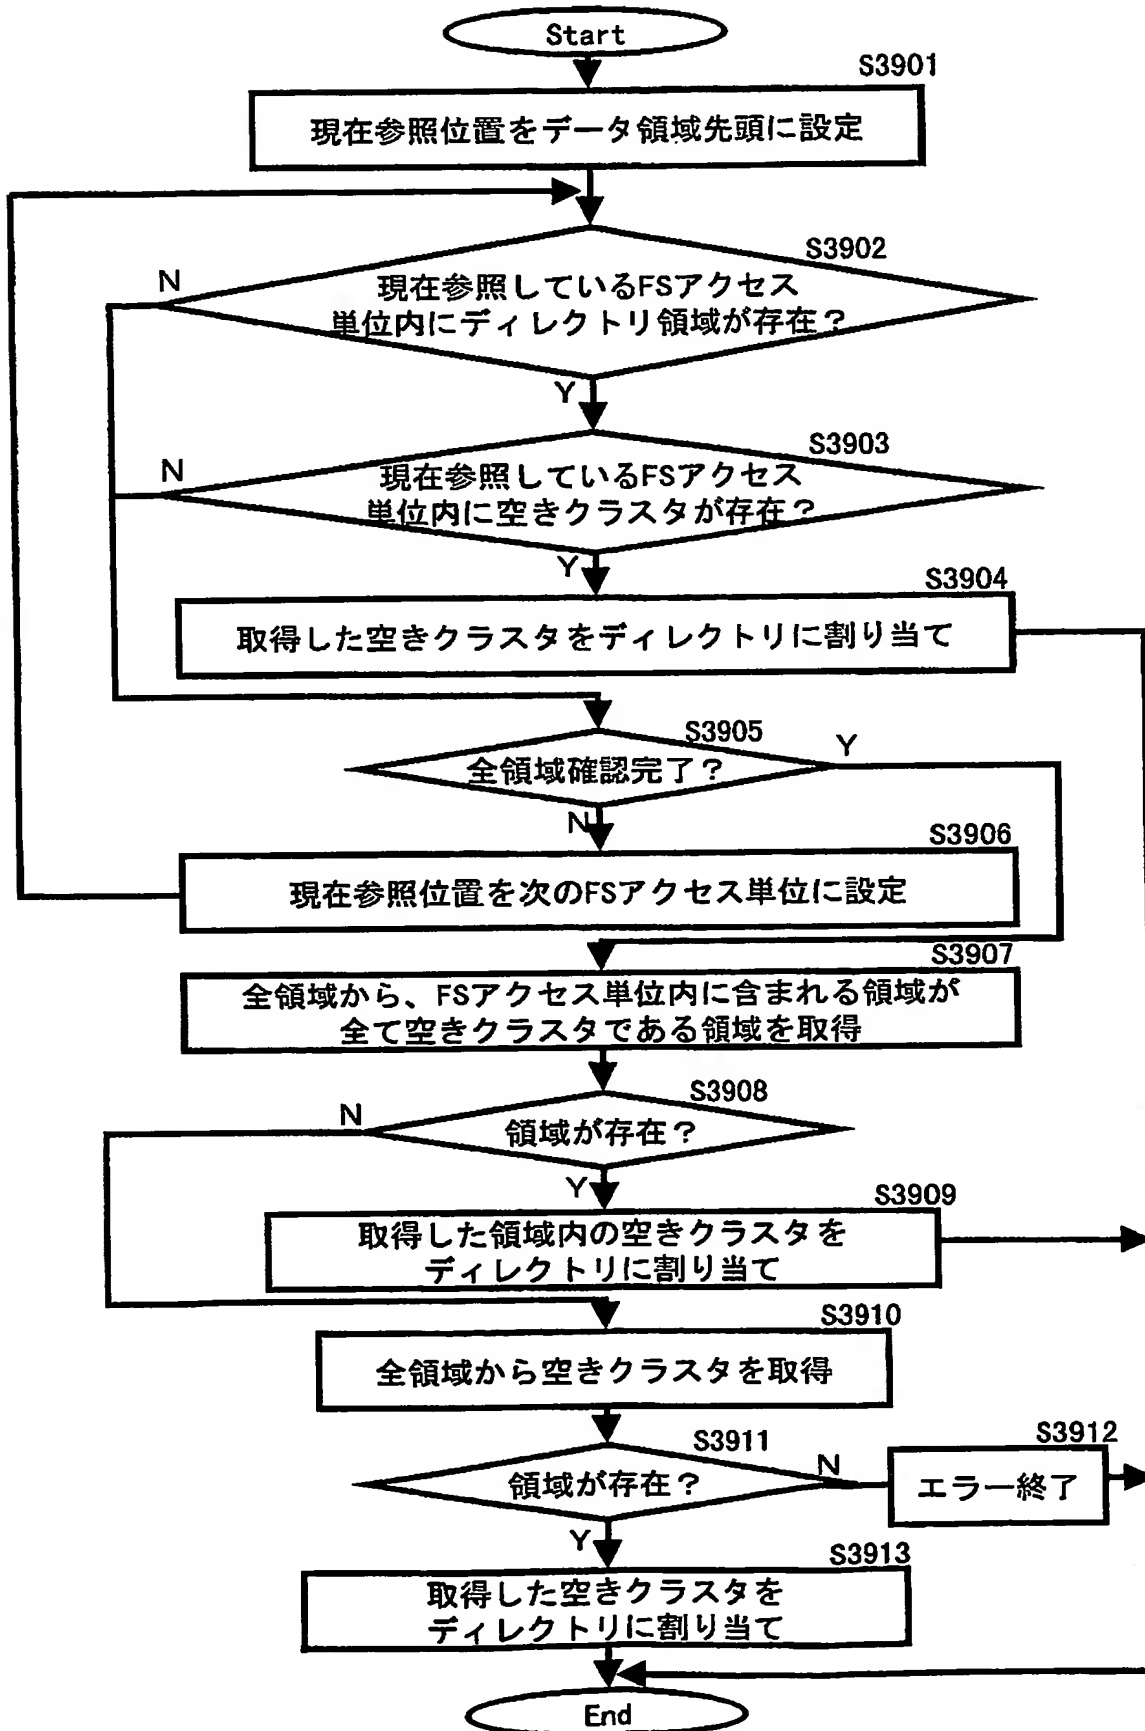 Start
S3901
現在参照位置をデータ領域先頭に設定
S3902
N
現在参照しているFSアクセス
単位内にディレクトリ領域が存在？
Y
S3903
N
現在参照しているFSアクセス
単位内に空きクラスタが存在？
Y
S3904
取得した空きクラスタをディレクトリに割り当て
S3905
Y
全領域確認完了？
N
S3906
現在参照位置を次のFSアクセス単位に設定
S3907
全領域から、FSアクセス単位内に含まれる領域が
全て空きクラスタである領域を取得
S3908
N
領域が存在？
Y
S3909
取得した領域内の空きクラスタを
ディレクトリに割り当て
S3910
全領域から空きクラスタを取得
S3911
S3912
領域が存在？
N
エラー終了
Y
S3913
取得した空きクラスタを
ディレクトリに割り当て
End